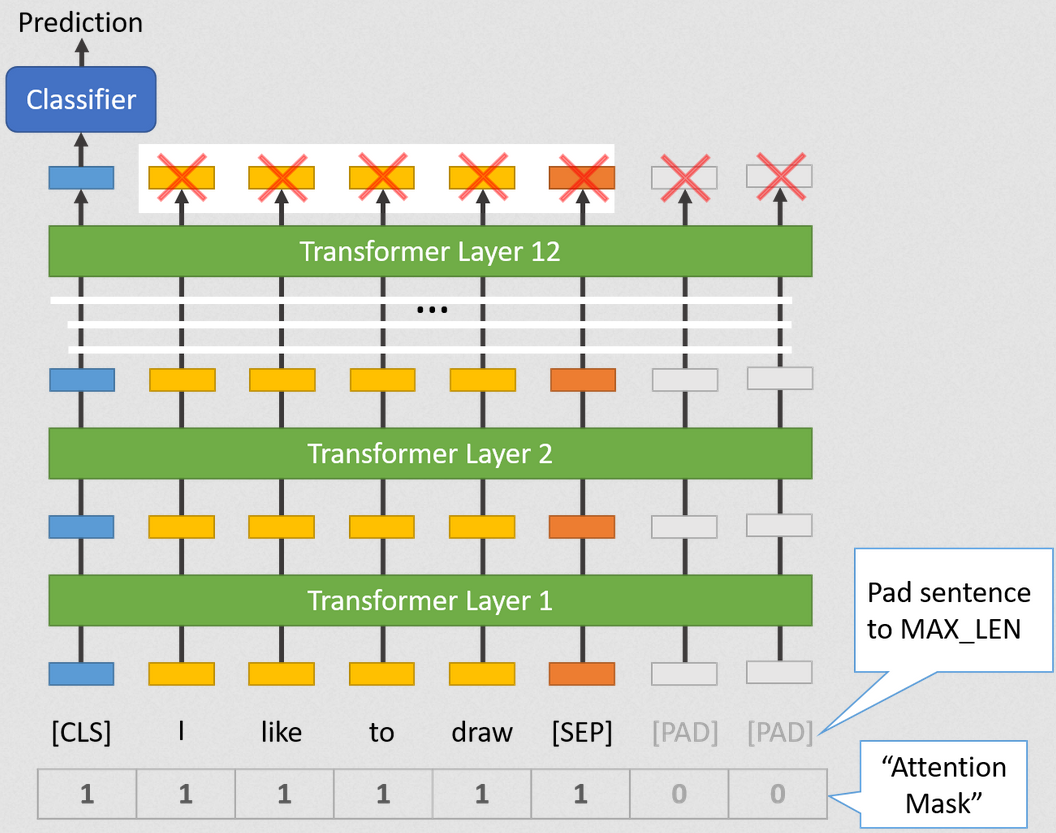 Prediction
Classifier
Transformer Layer 12
...
Transformer Layer 2
Transformer Layer 1
Pad sentence
to MAX_LEN
[CLS] I like to draw [SEP] [PAD] [PAD]
1 1 1 1 1 1 0 0
“Attention
Mask”